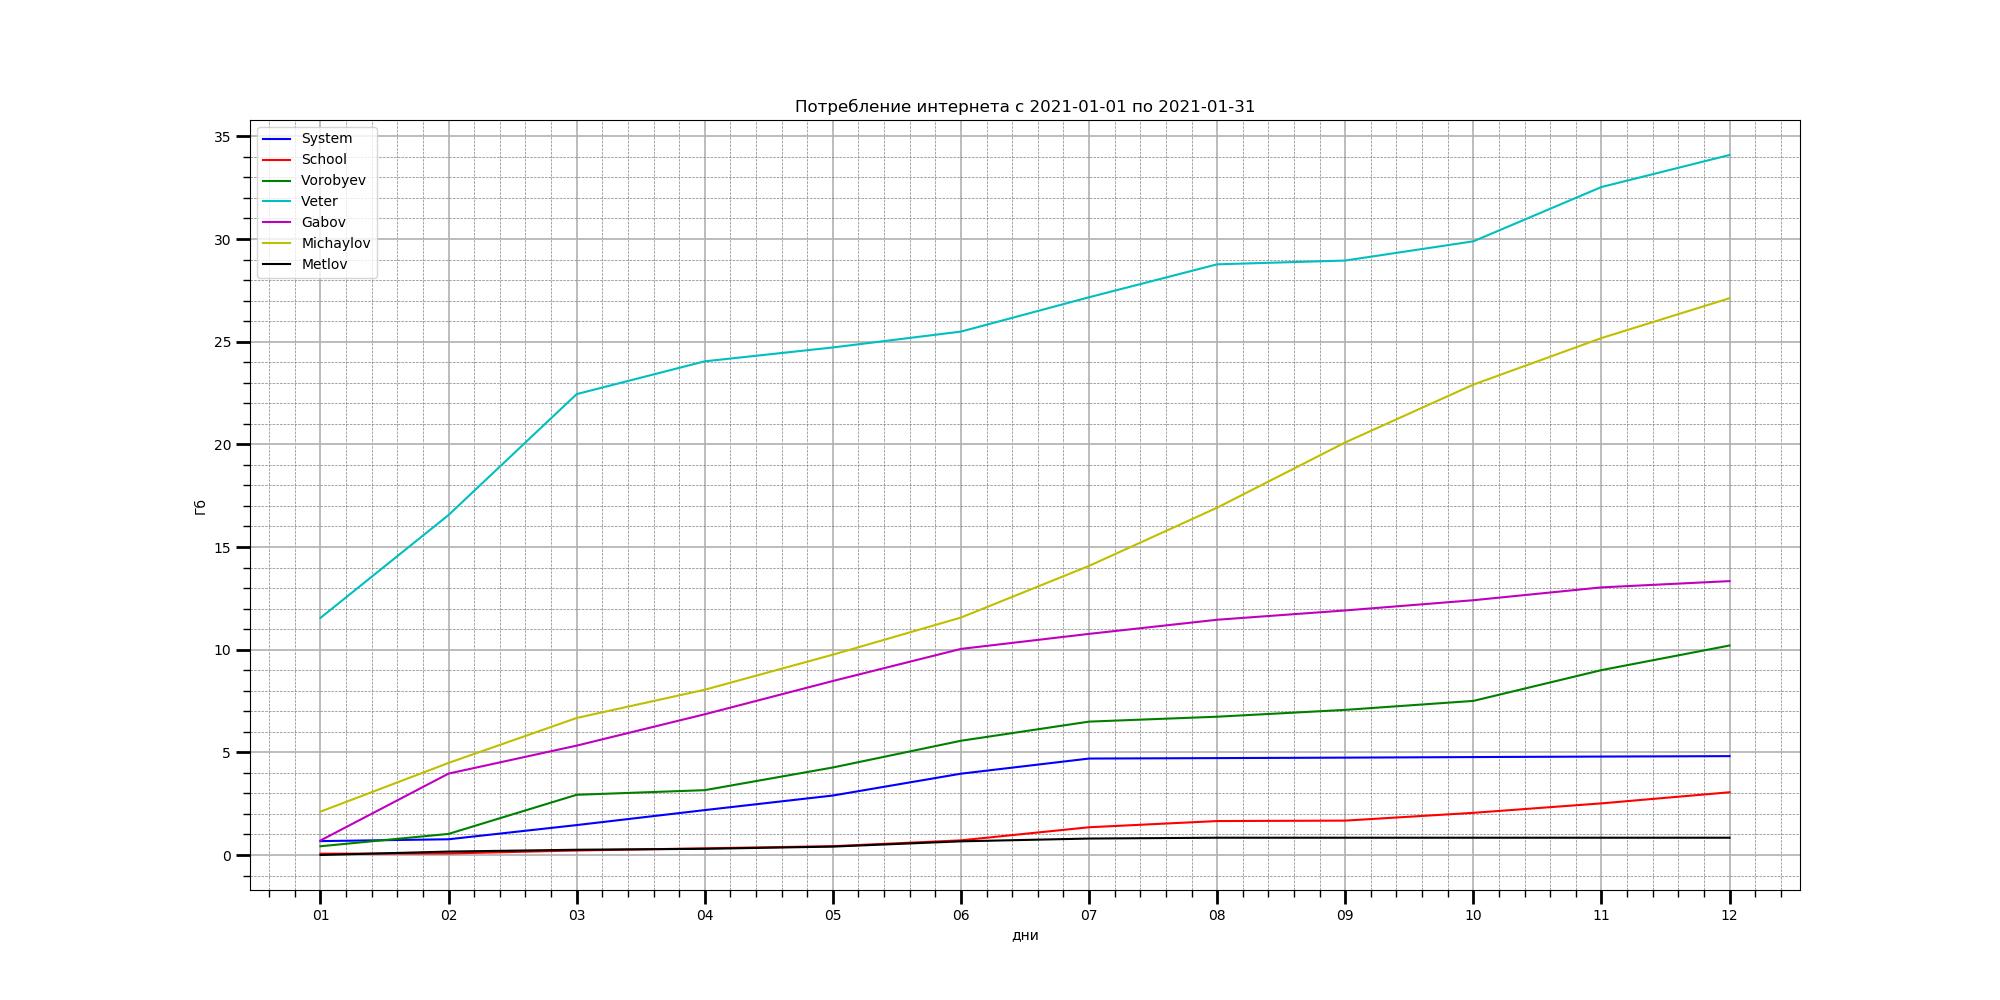 Потребление интернета с 2021-01-01 по 2021-01-31
System
School
Vorobyev
Veter
Gabov
Michaylov
Metlov
35
30
25
20
15
10
5
0
Гб
01 02 03 04 05 06 07 08 09 10 11 12
дни